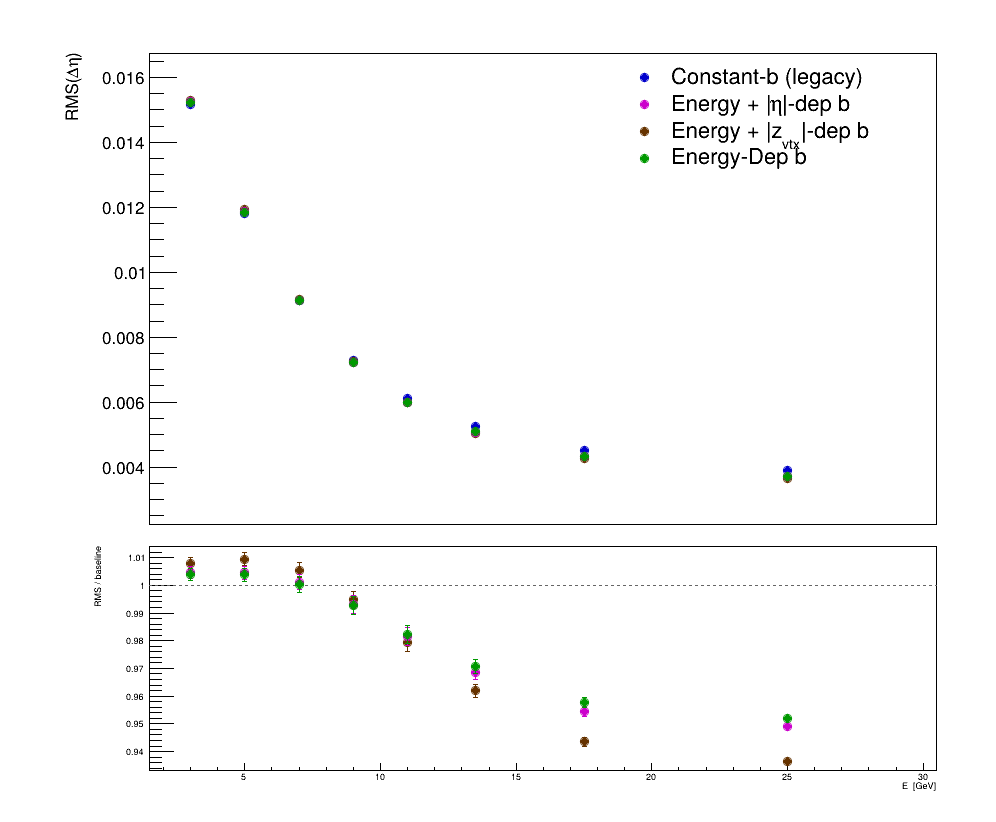 RMS(Δη)
0.016
0.014
0.012
0.01
0.008
0.006
0.004
Constant-b (legacy)
Energy + |η|-dep b
Energy + |z_vtx|-dep b
Energy-Dep b
RMS / baseline
1.01
1
0.99
0.98
0.97
0.96
0.95
0.94
5 10 15 20 25 30
E [GeV]